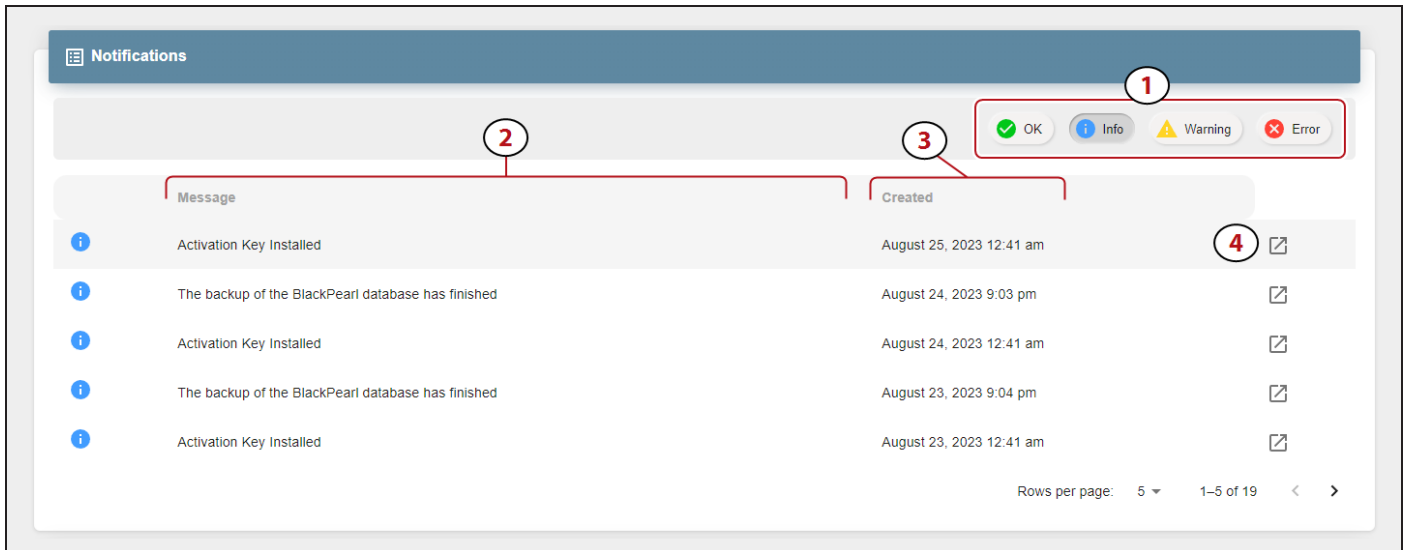 Notifications
1
OK Info Warning Error
2
3
Message Created
Activation Key Installed August 25, 2023 12:41 am 4
The backup of the BlackPearl database has finished August 24, 2023 9:03 pm
Activation Key Installed August 24, 2023 12:41 am
The backup of the BlackPearl database has finished August 23, 2023 9:04 pm
Activation Key Installed August 23, 2023 12:41 am
Rows per page: 5 1–5 of 19